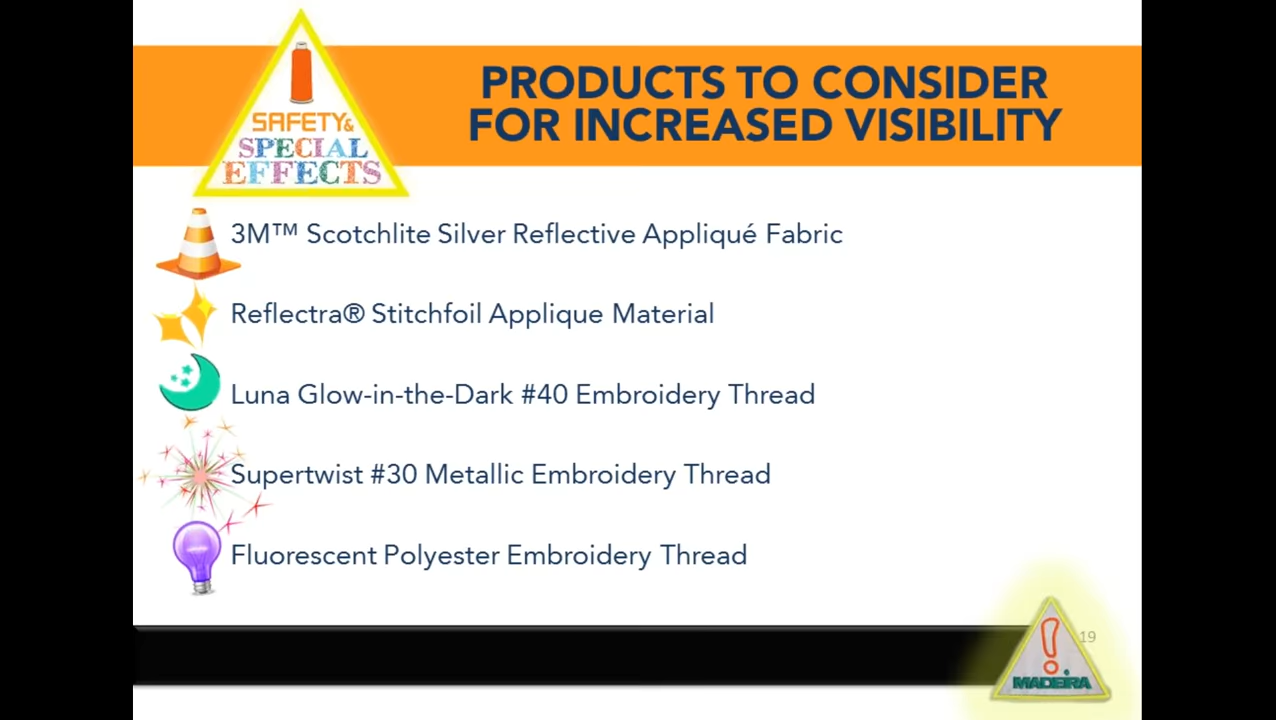 PRODUCTS TO CONSIDER
FOR INCREASED VISIBILITY
SAFETY&
SPECIAL
EFFECTS
3M™ Scotchlite Silver Reflective Appliqué Fabric
Reflectra® Stitchfoil Applique Material
Luna Glow-in-the-Dark #40 Embroidery Thread
Supertwist #30 Metallic Embroidery Thread
Fluorescent Polyester Embroidery Thread
19
MADEIRA